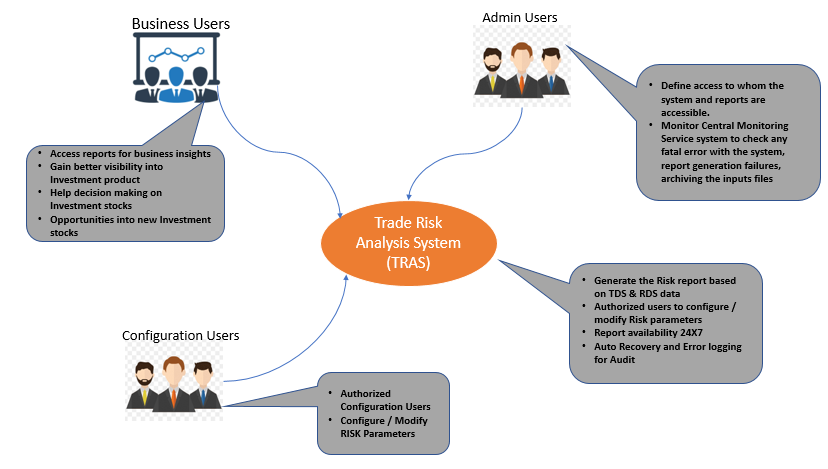 Business Users
Admin Users
• Access reports for business insights
• Gain better visibility into
Investment product
• Help decision making on
Investment stocks
• Opportunities into new Investment
stocks
• Define access to whom the
system and reports are
accessible.
• Monitor Central Monitoring
Service system to check any
fatal error with the system,
report generation failures,
archiving the inputs files
Trade Risk
Analysis System
(TRAS)
• Generate the Risk report based
on TDS & RDS data
• Authorized users to configure /
modify Risk parameters
• Report availability 24X7
• Auto Recovery and Error logging
for Audit
Configuration Users
• Authorized
Configuration Users
• Configure / Modify
RISK Parameters